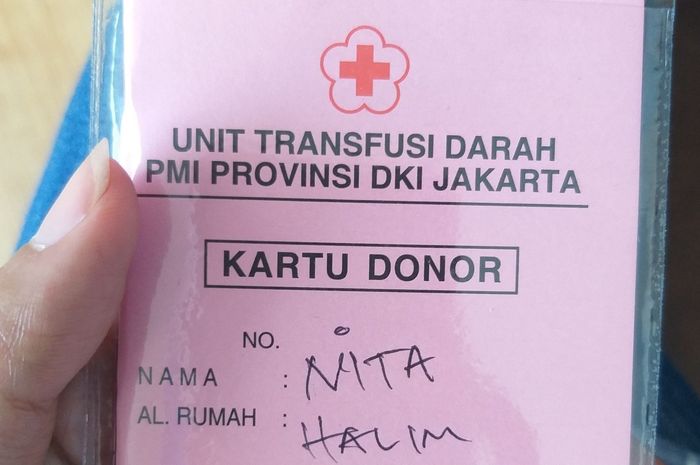 UNIT TRANSFUSI DARAH
PMI PROVINSI DKI JAKARTA
KARTU DONOR
NO.
NAMA : NITA
AL. RUMAH : HALIM